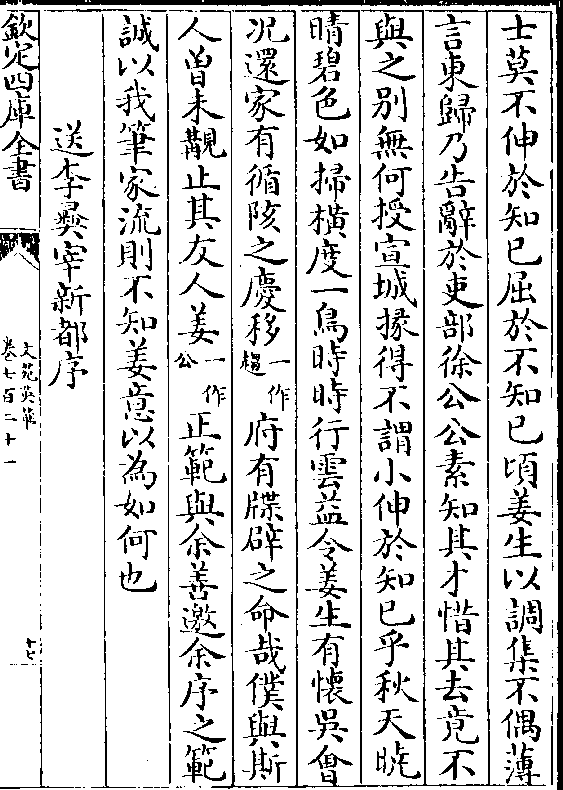 士莫不伸於知已屈於不知已頃姜生以調集不偶薄
言東歸乃告辭於吏部徐公公素知其才惜其去竟不
與之别無何授宣城掾得不謂小伸於知已乎秋天晩
晴碧色如掃橫度一鳥時時行雲益令姜生有懷吳會
况還家有循陔之慶移一作趨府有牒辟之命哉僕與斯
人曽未覯止其友人姜一作公正範與余善邀余序之範
誠以我筆家流則不知姜意以為如何也
送李彛宰新都序
欽定四庫全書
文苑英華
卷七百二十一
十七